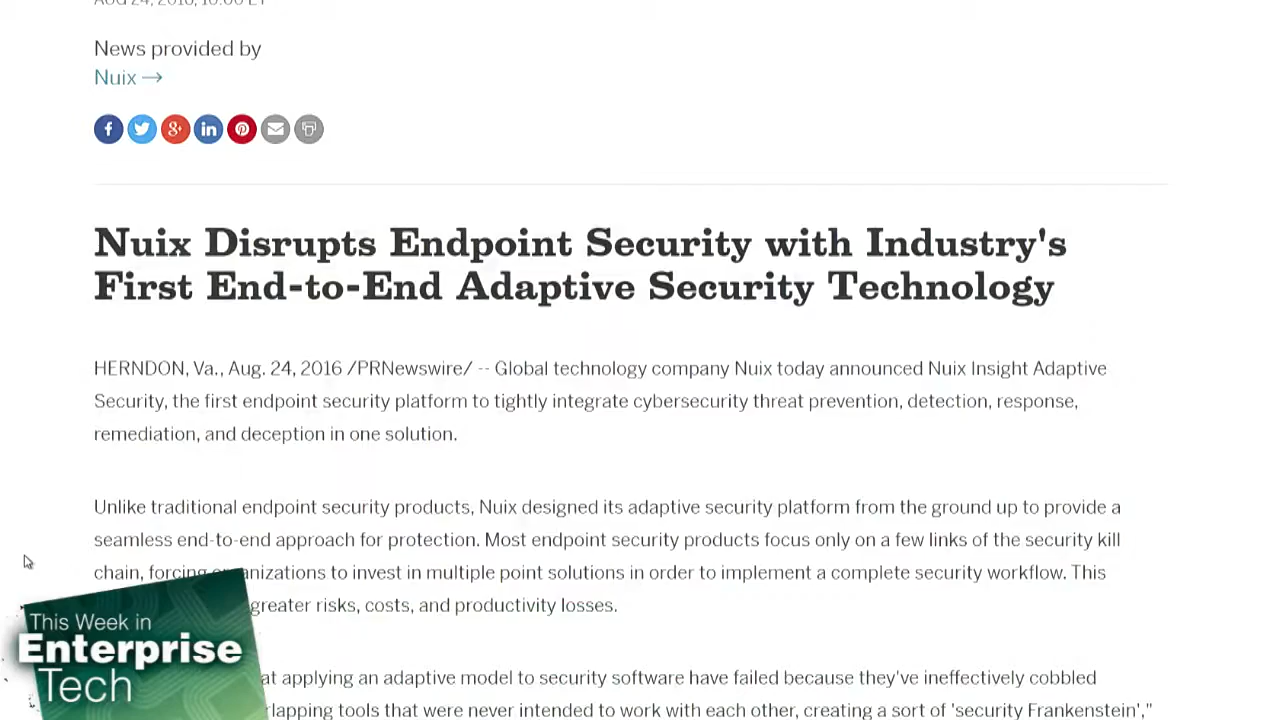 Aug 24, 2016, 10:00 ET
News provided by
Nuix →
Nuix Disrupts Endpoint Security with Industry's
First End-to-End Adaptive Security Technology
HERNDON, Va., Aug. 24, 2016 /PRNewswire/ -- Global technology company Nuix today announced Nuix Insight Adaptive
Security, the first endpoint security platform to tightly integrate cybersecurity threat prevention, detection, response,
remediation, and deception in one solution.
Unlike traditional endpoint security products, Nuix designed its adaptive security platform from the ground up to provide a
seamless end-to-end approach for protection. Most endpoint security products focus only on a few links of the security kill
chain, forcing organizations to invest in multiple point solutions in order to implement a complete security workflow. This
greater risks, costs, and productivity losses.
applying an adaptive model to security software have failed because they've ineffectively cobbled
tools that were never intended to work with each other, creating a sort of 'security Frankenstein',"
This Week in
Enterprise
Tech